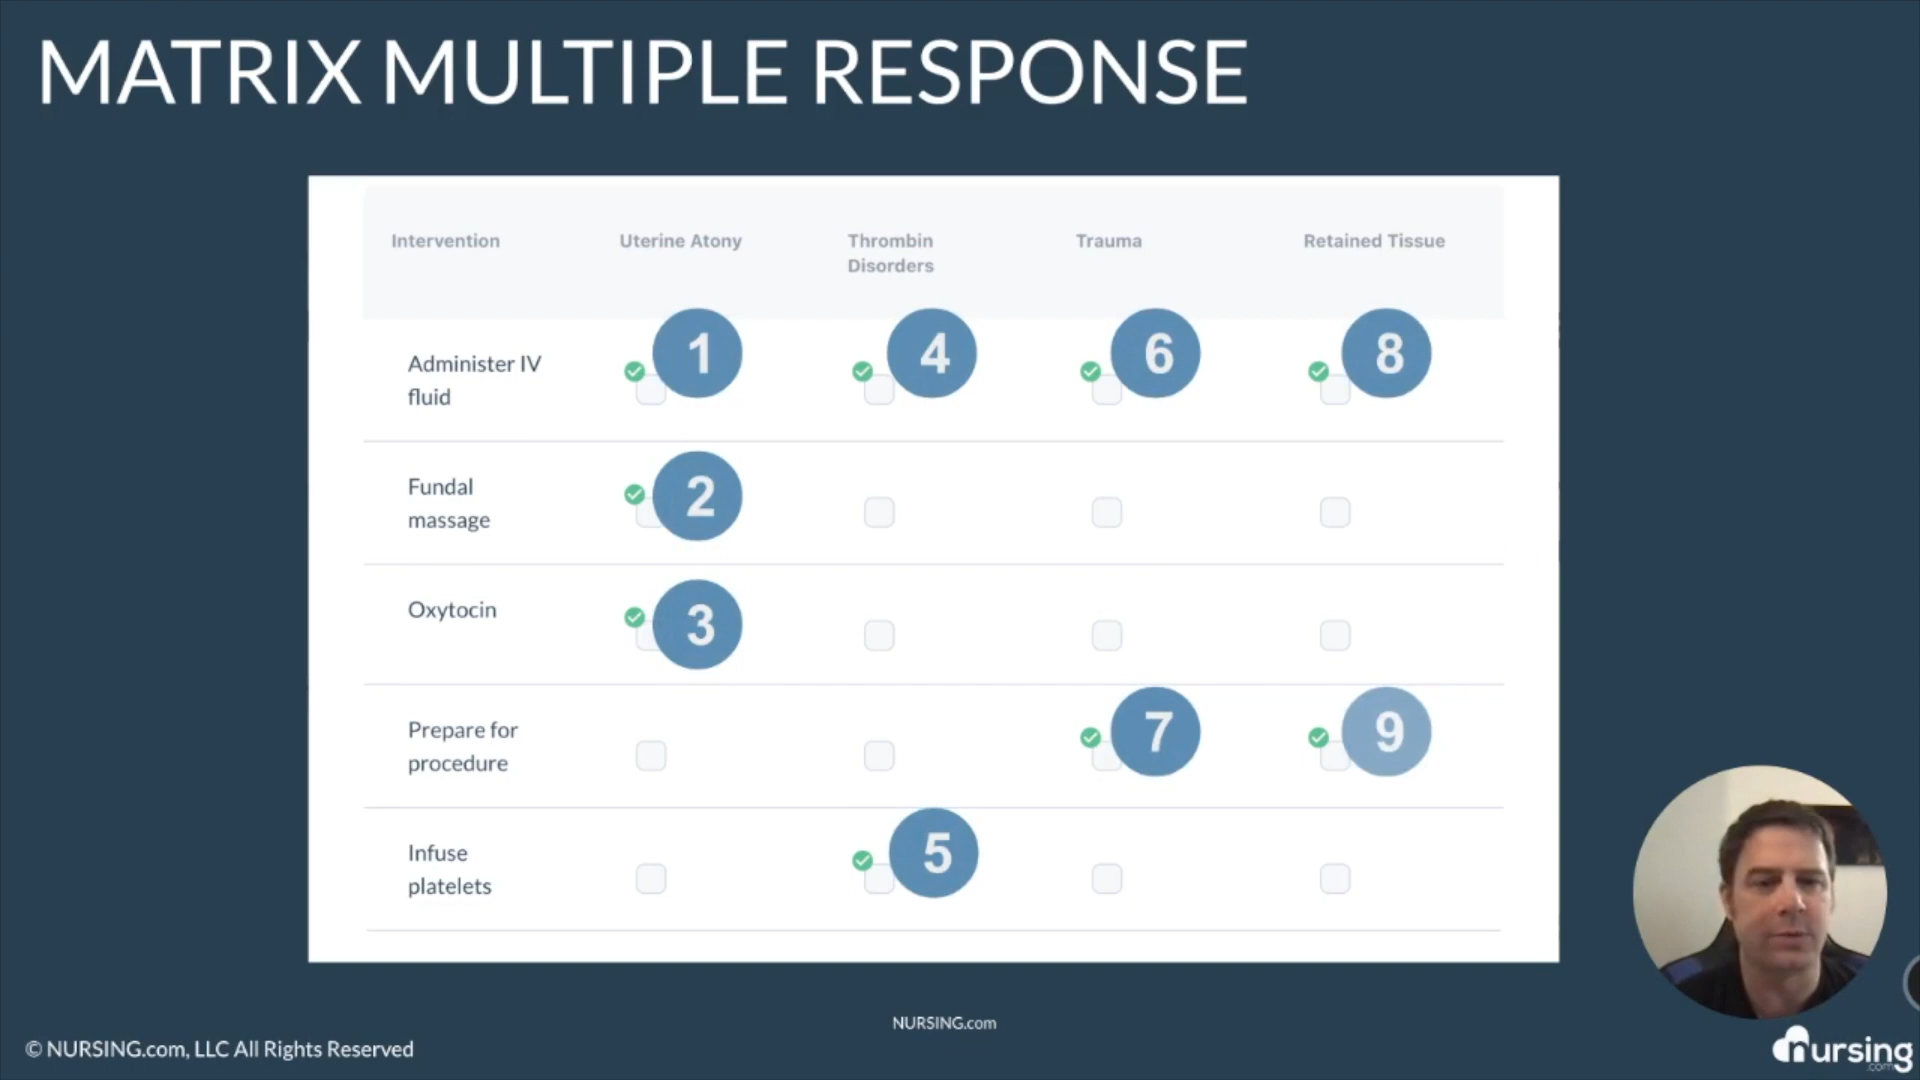 MATRIX MULTIPLE RESPONSE
Intervention
Uterine Atony
Thrombin
Disorders
Trauma
Retained Tissue
Administer IV
fluid
1
4
6
8
Fundal
massage
2
Oxytocin
3
Prepare for
procedure
7
9
Infuse
platelets
5
NURSING.com
© NURSING.com, LLC All Rights Reserved
nursing
.com